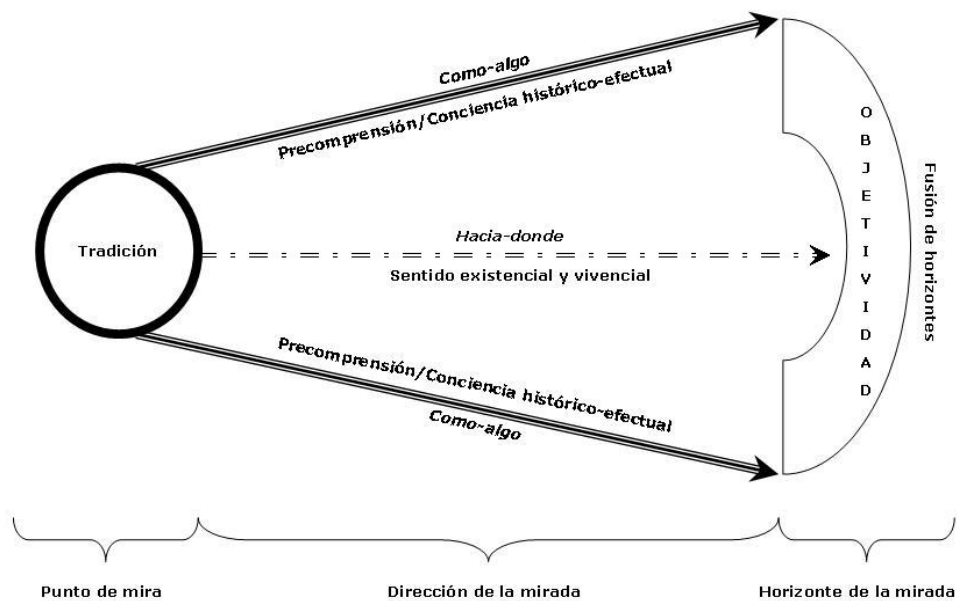 Como-algo
Precomprensión/Conciencia histórico-efectual
Tradición
Hacia-donde
Sentido existencial y vivencial
Precomprensión/Conciencia histórico-efectual
Como-algo
OBJETIVIDAD
Fusión de horizontes
Punto de mira
Dirección de la mirada
Horizonte de la mirada